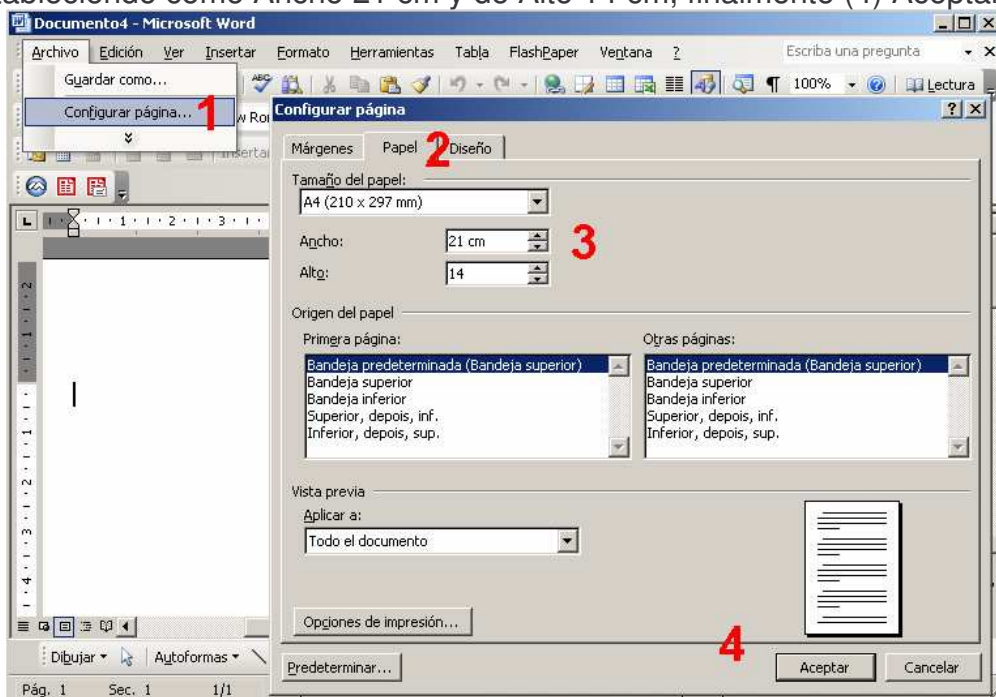 estableciendo como Ancho 21 cm y de Alto 14 cm, finalmente (4) Aceptar
Documento4 - Microsoft Word
Archivo Edición Ver Insertar Formato Herramientas Tabla FlashPaper Ventana ? Escriba una pregunta
Guardar como...
100% Lectura
Configurar página... 1
Configurar página
Márgenes Papel 2 Diseño
Tamaño del papel:
A4 (210 x 297 mm)
Ancho: 21 cm 3
Alto: 14
Origen del papel
Primera página: Otras páginas:
Bandeja predeterminada (Bandeja superior) Bandeja predeterminada (Bandeja superior)
Bandeja superior Bandeja superior
Bandeja inferior Bandeja inferior
Superior, depois, inf. Superior, depois, inf.
Inferior, depois, sup. Inferior, depois, sup.
Vista previa
Aplicar a:
Todo el documento
Opciones de impresión...
4
Dibujar Autoformas Predeterminar... Aceptar Cancelar
Pág. 1 Sec. 1 1/1